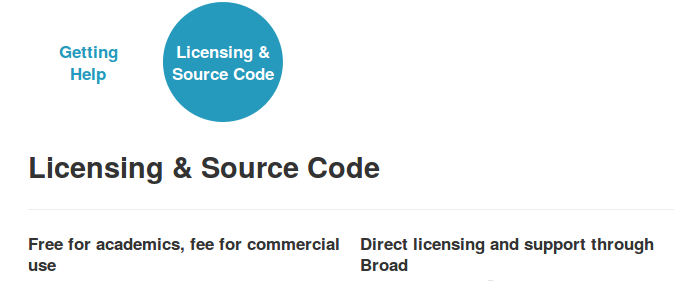 Getting
Help
Licensing &
Source Code
Licensing & Source Code
Free for academics, fee for commercial
use
Direct licensing and support through
Broad